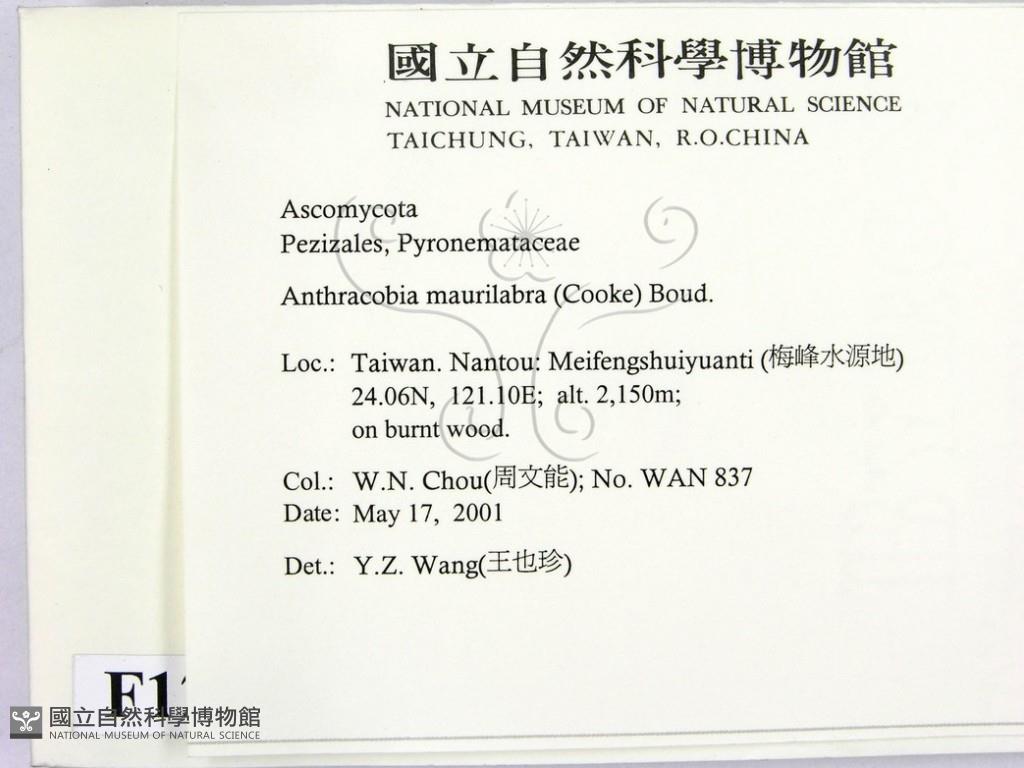 國立自然科學博物館
NATIONAL MUSEUM OF NATURAL SCIENCE
TAICHUNG, TAIWAN, R.O.CHINA
Ascomycota
Pezizales, Pyronemataceae
Anthracobia maurilabra (Cooke) Boud.
Loc.: Taiwan. Nantou: Meifengshuiyuanti (梅峰水源地)
24.06N, 121.10E; alt. 2,150m;
on burnt wood.
Col.: W.N. Chou(周文能); No. WAN 837
Date: May 17, 2001
Det.: Y.Z. Wang(王也珍)
國立自然科學博物館
NATIONAL MUSEUM OF NATURAL SCIENCE